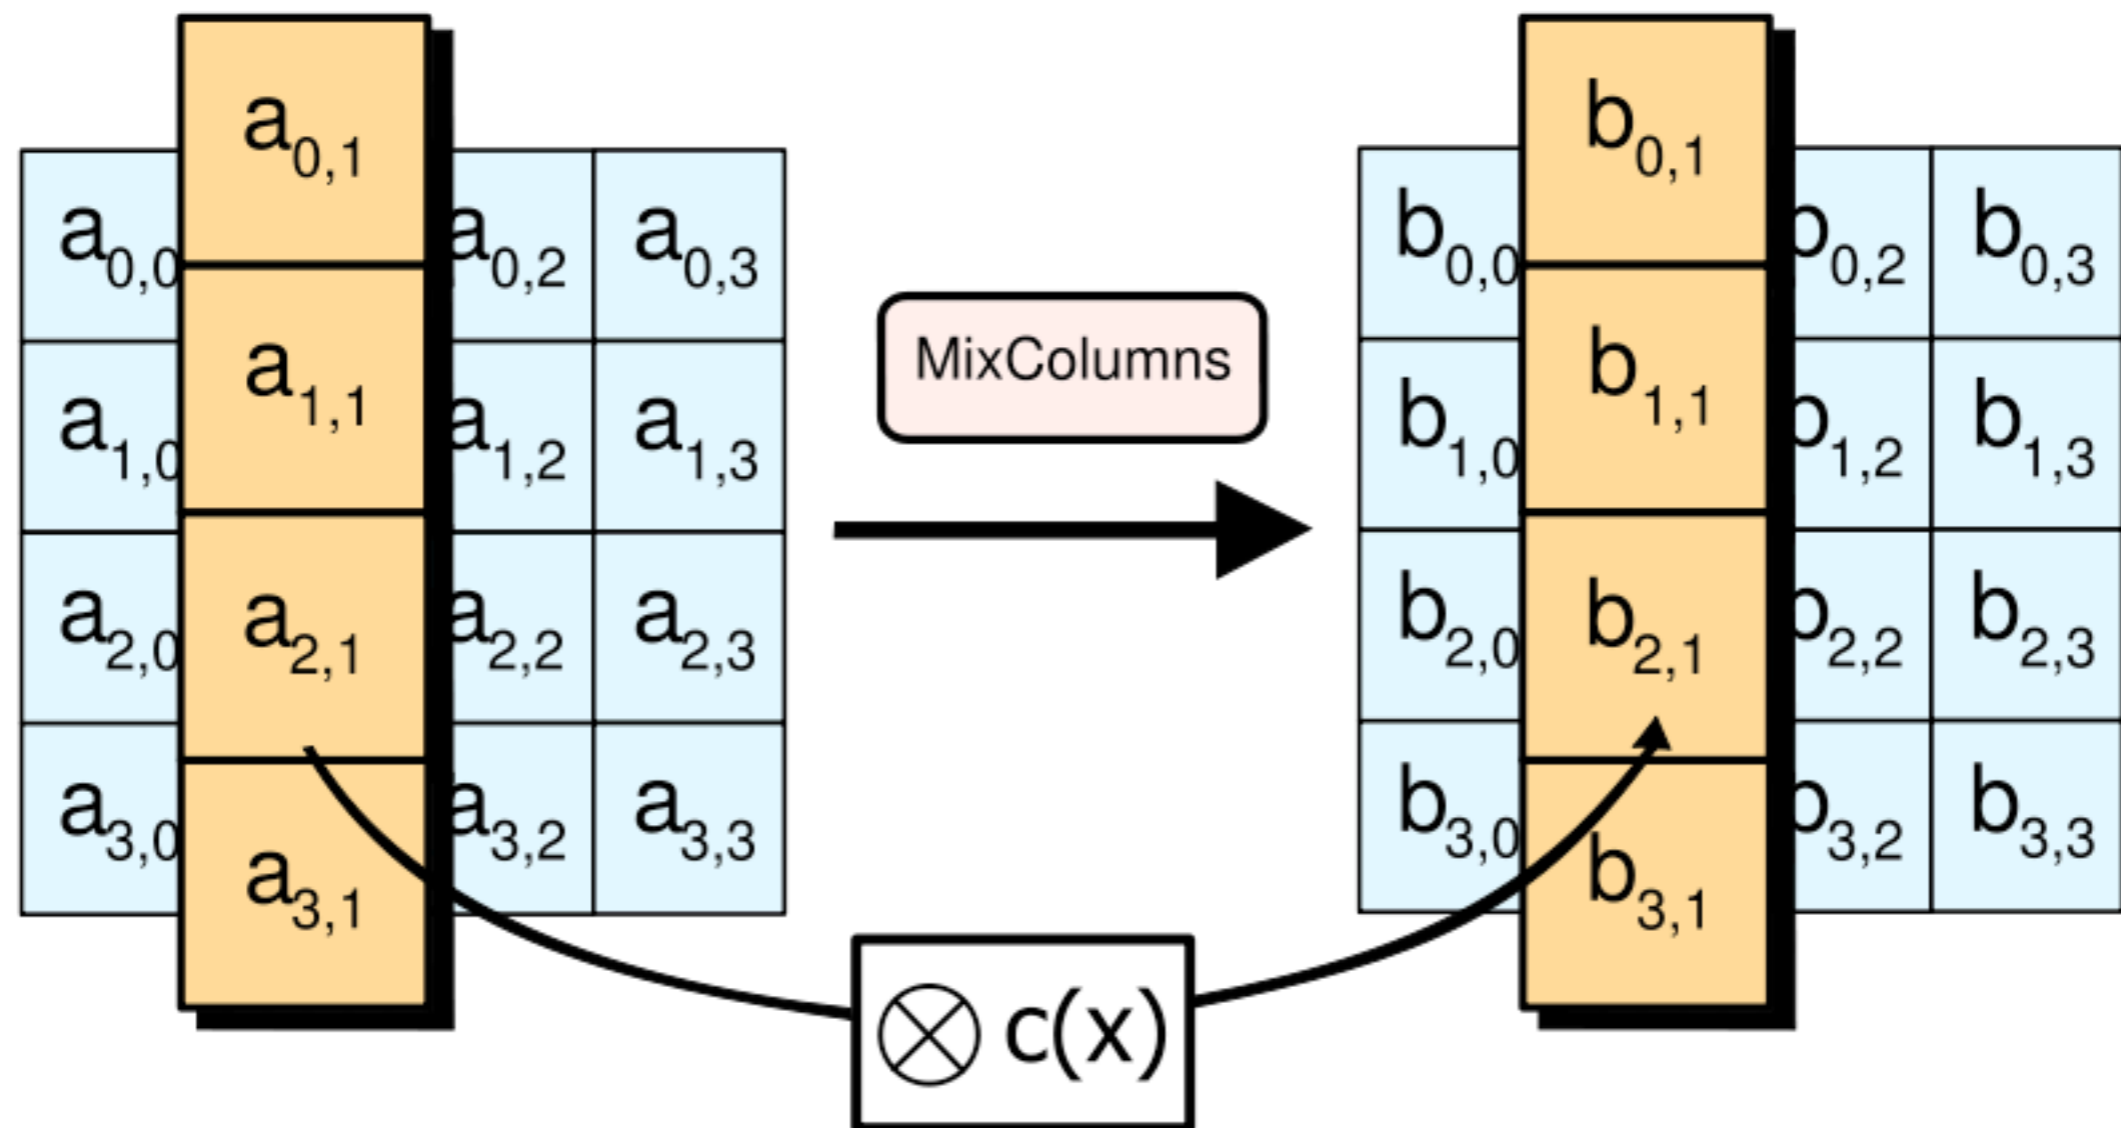 a0,1
a0,0 a0,2 a0,3
a1,1
a1,0 a1,2 a1,3
a2,1
a2,0 a2,2 a2,3
a3,1
a3,0 a3,2 a3,3
MixColumns
b0,1
b0,0 b0,2 b0,3
b1,1
b1,0 b1,2 b1,3
b2,1
b2,0 b2,2 b2,3
b3,1
b3,0 b3,2 b3,3
⊗ c(x)